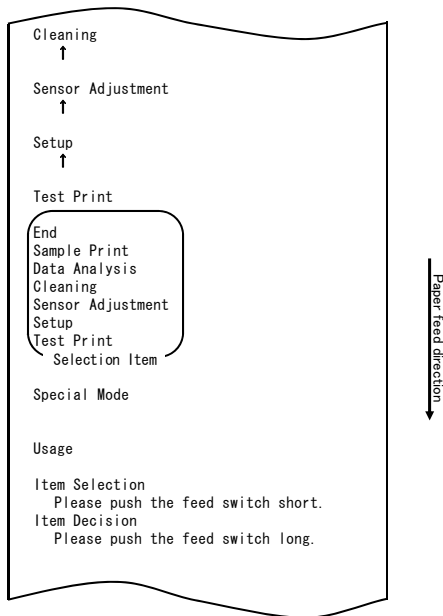 Cleaning
↑
Sensor Adjustment
↑
Setup
↑
Test Print
End
Sample Print
Data Analysis
Cleaning
Sensor Adjustment
Setup
Test Print
Selection Item
Special Mode
Usage
Item Selection
Please push the feed switch short.
Item Decision
Please push the feed switch long.
Paper feed direction